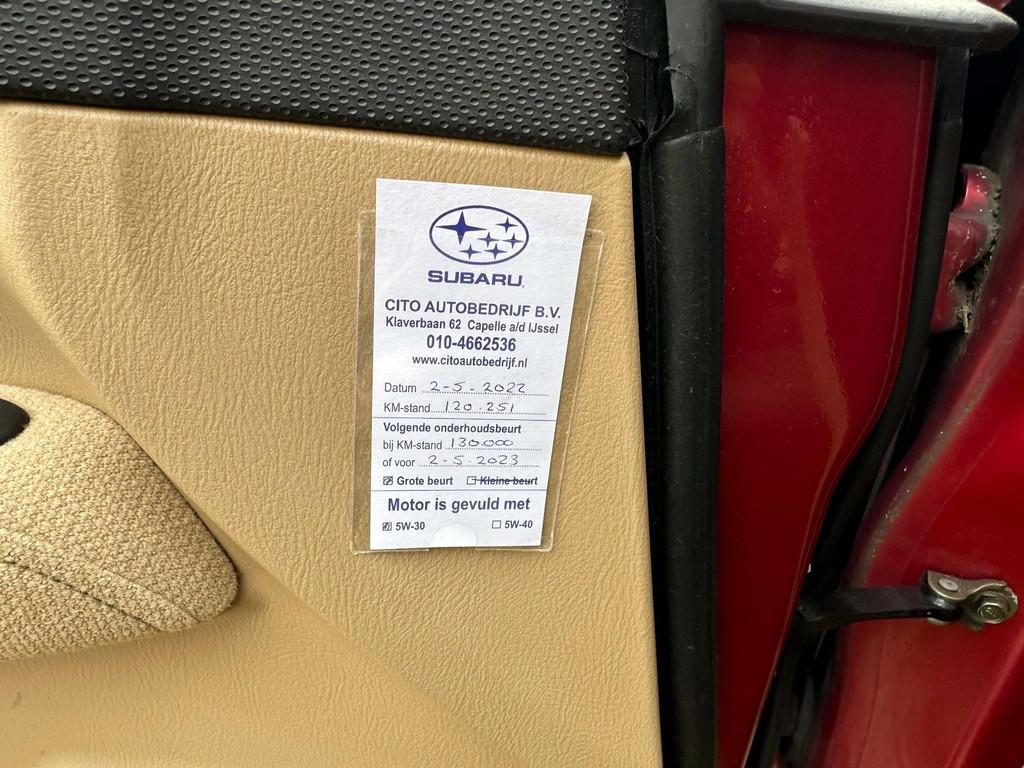 SUBARU
CITO AUTOBEDRIJF B.V.
Klaverbaan 62 Capelle a/d IJssel
010-4662536
www.citoautobedrijf.nl
Datum 2-5-2022
KM-stand 120.251
Volgende onderhoudsbeurt
bij KM-stand 130.000
of voor 2-5-2023
Grote beurt Kleine beurt
Motor is gevuld met
5W-30 5W-40